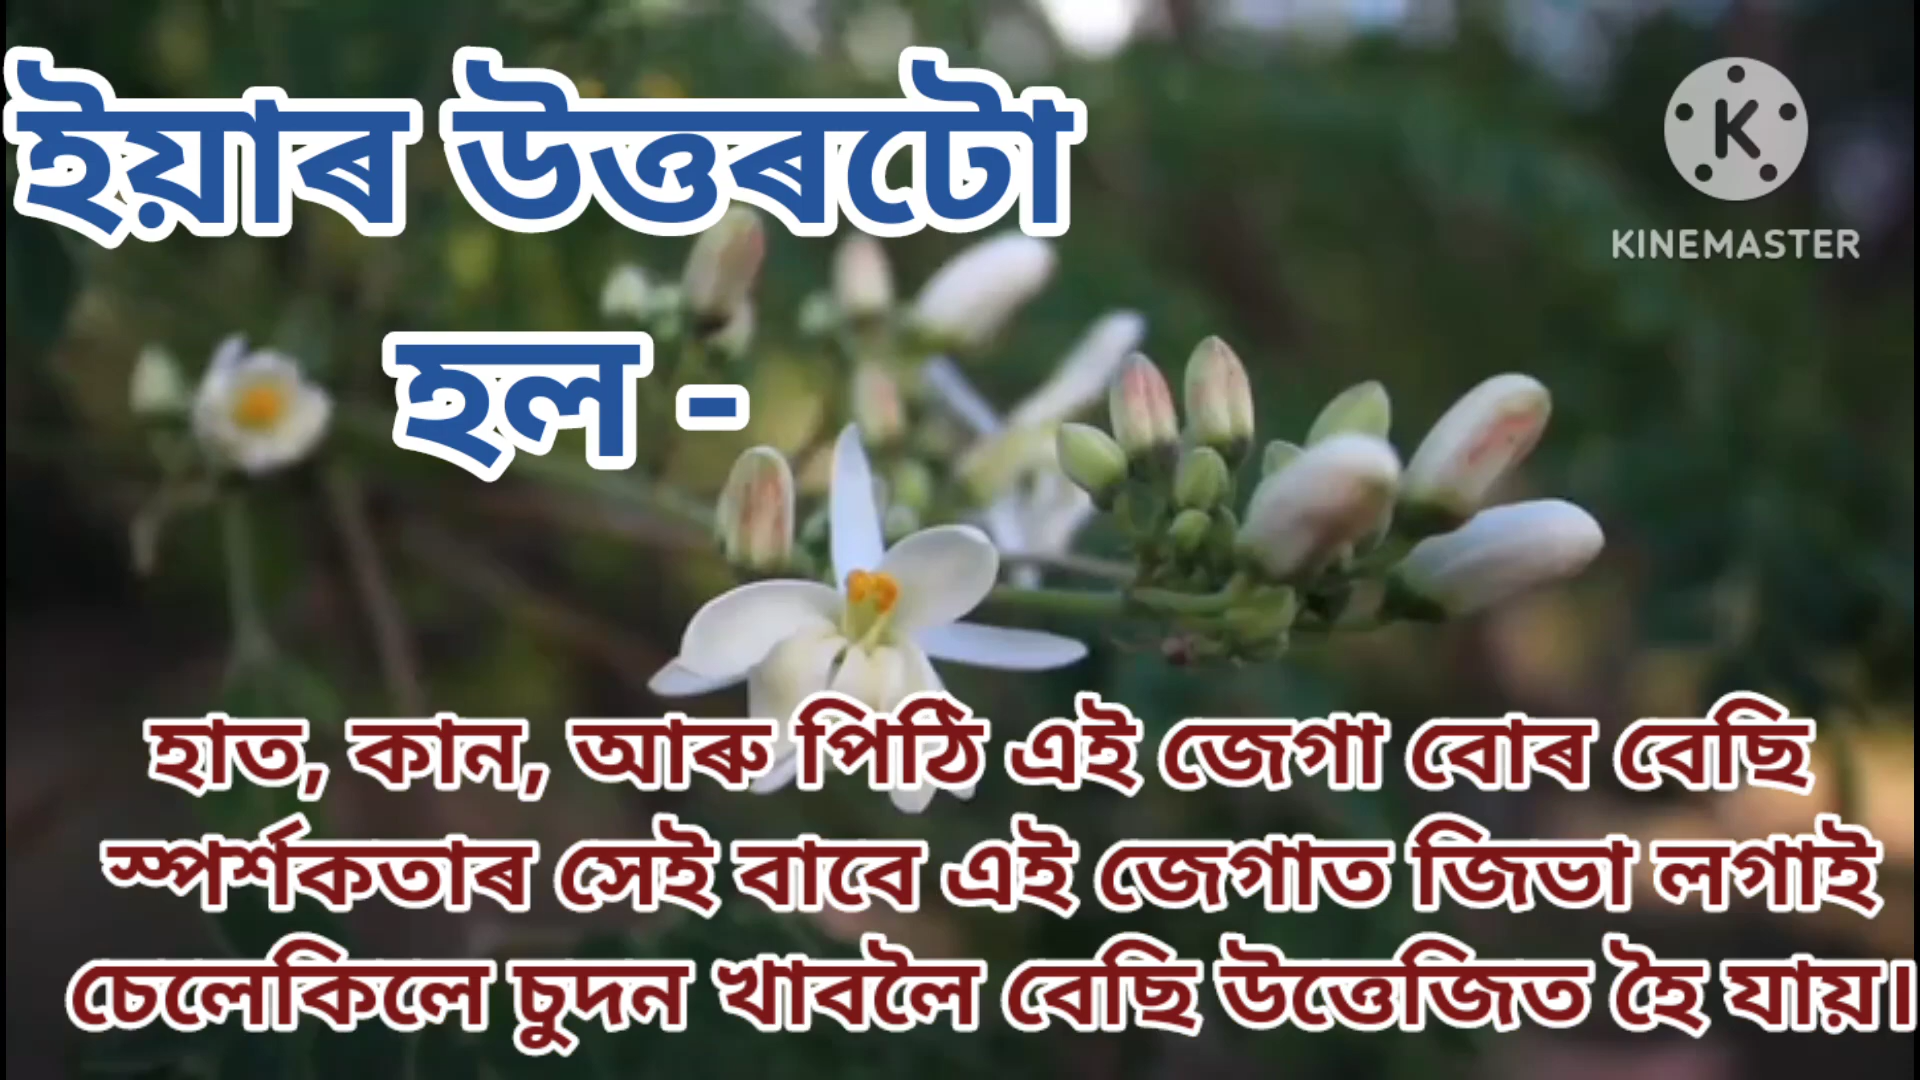 ইয়াৰ উত্তৰটো
হল -
KINEMASTER
হাত, কান, আৰু পিঠি এই জেগা বোৰ বেছি
স্পৰ্শকতাৰ সেই বাবে এই জেগাত জিভা লগাই
চেলেকিলে চুদন খাবলৈ বেছি উত্তেজিত হৈ যায়।